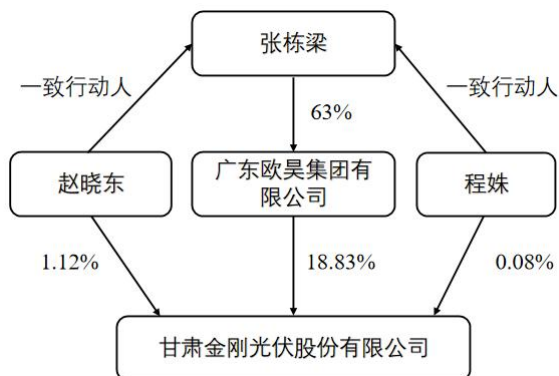 张栋梁
一致行动人
一致行动人
63%
赵晓东
广东欧昊集团有
限公司
程姝
1.12%
18.83%
0.08%
甘肃金刚光伏股份有限公司